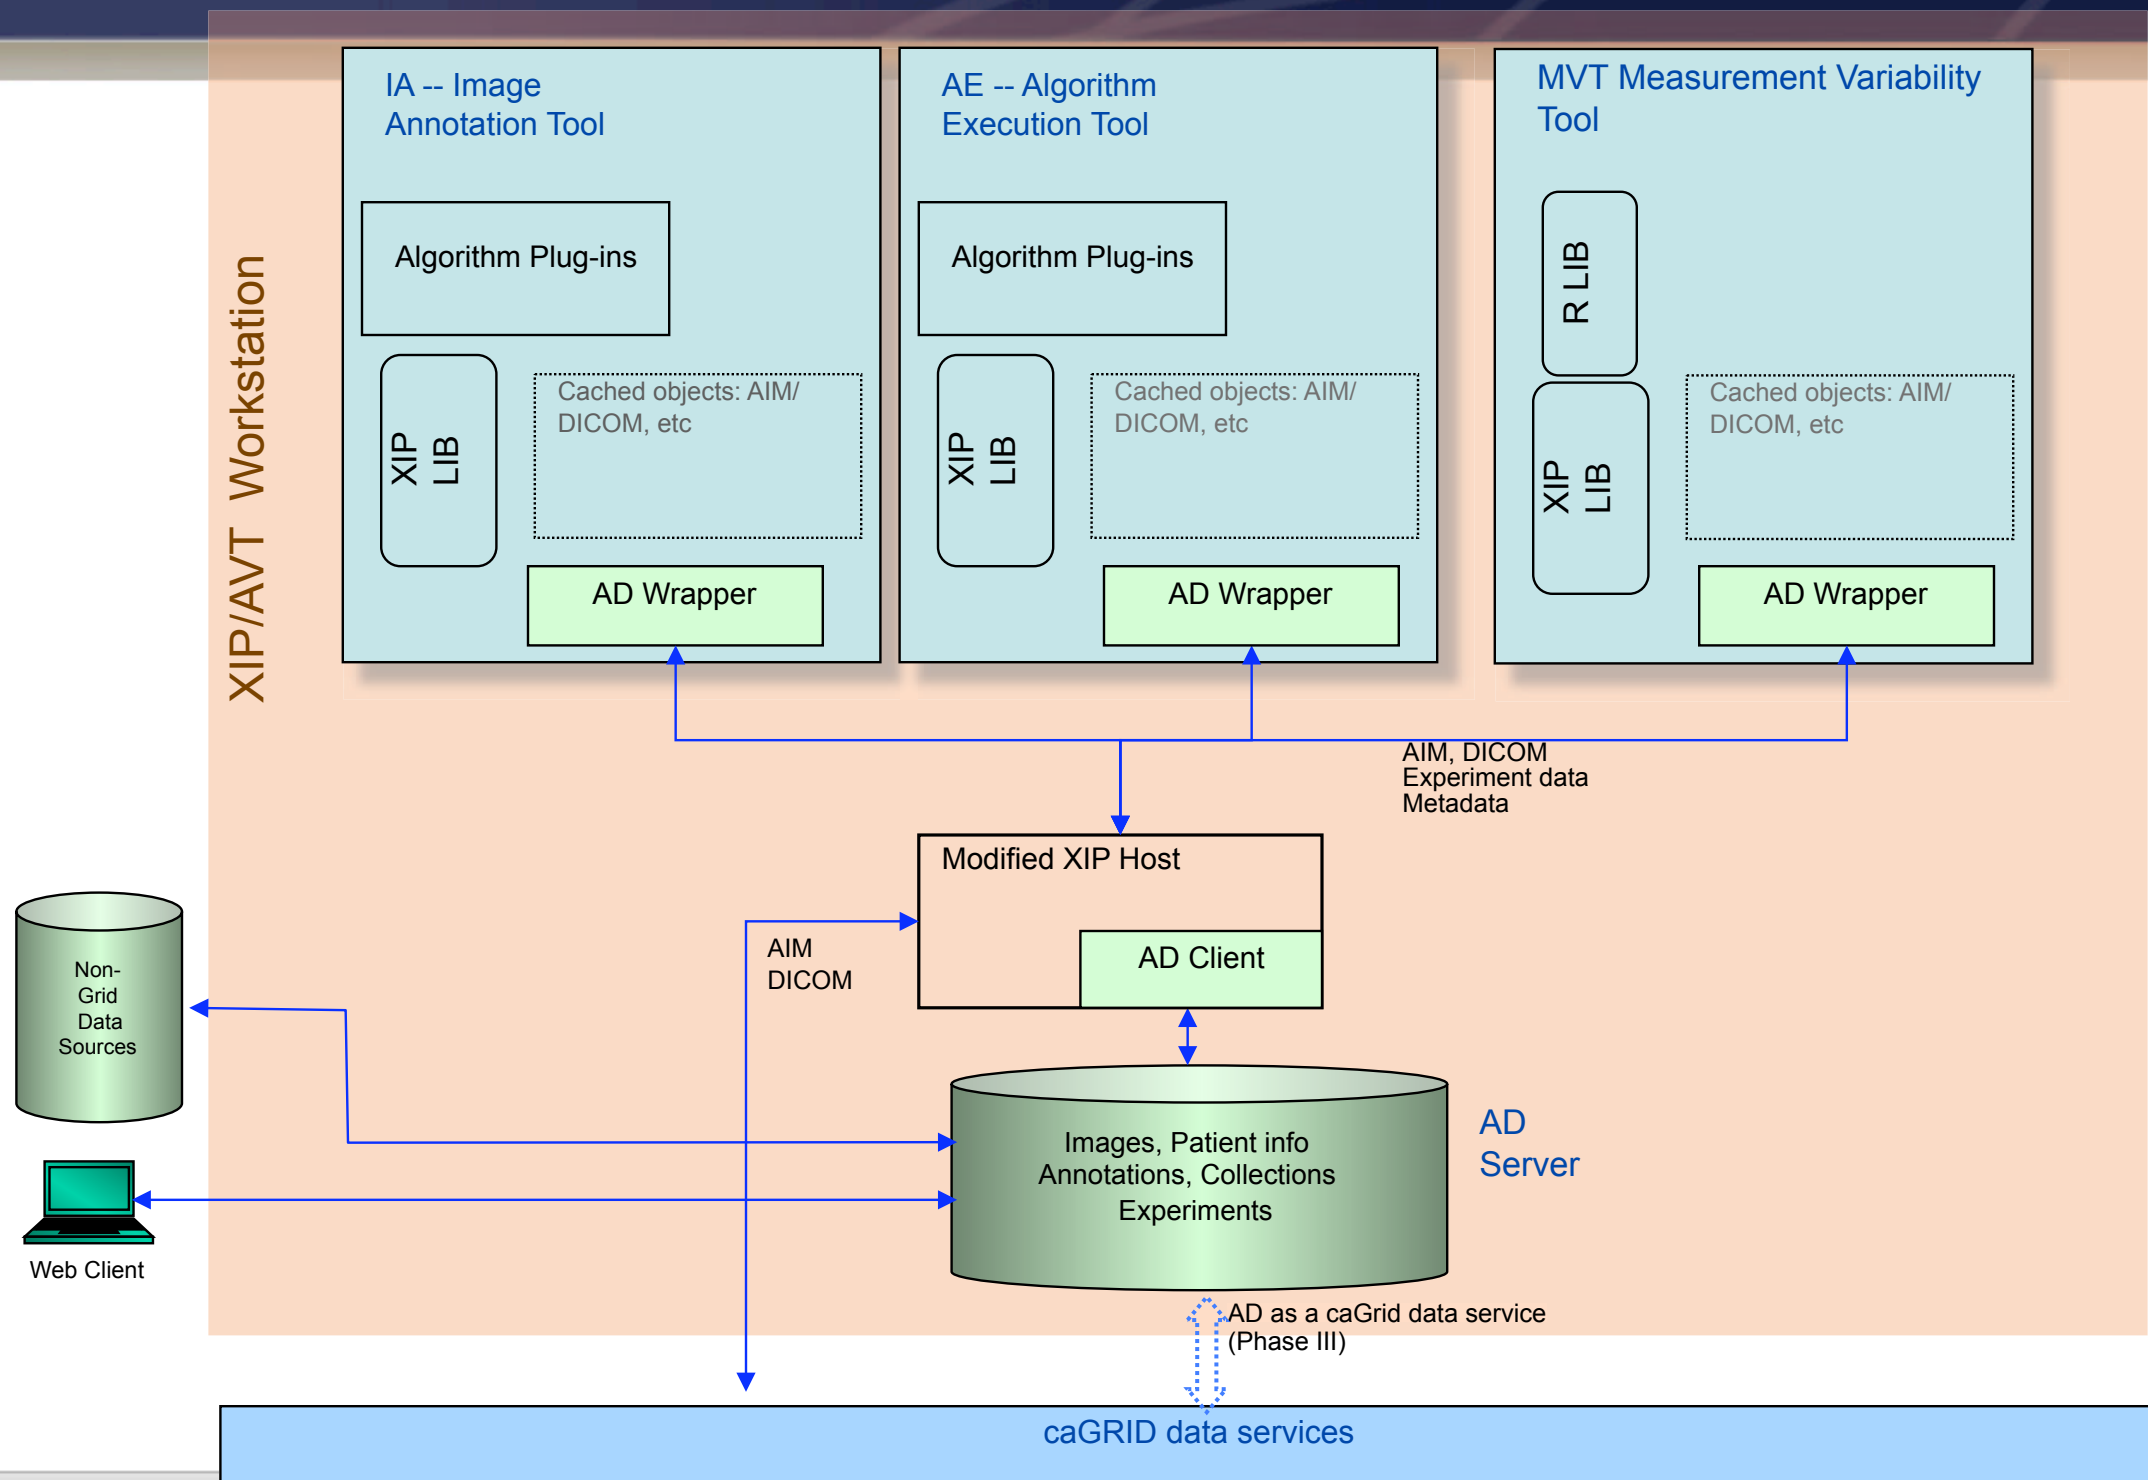 IA -- Image
Annotation Tool
AE -- Algorithm
Execution Tool
MVT Measurement Variability
Tool
Algorithm Plug-ins
Algorithm Plug-ins
R LIB
XIP
LIB
Cached objects: AIM/
DICOM, etc
XIP
LIB
Cached objects: AIM/
DICOM, etc
XIP
LIB
Cached objects: AIM/
DICOM, etc
AD Wrapper
AD Wrapper
AD Wrapper
XIP/AVT Workstation
AIM, DICOM
Experiment data
Metadata
Modified XIP Host
AD Client
AIM
DICOM
Non-
Grid
Data
Sources
Images, Patient info
Annotations, Collections
Experiments
AD
Server
Web Client
AD as a caGrid data service
(Phase III)
caGRID data services